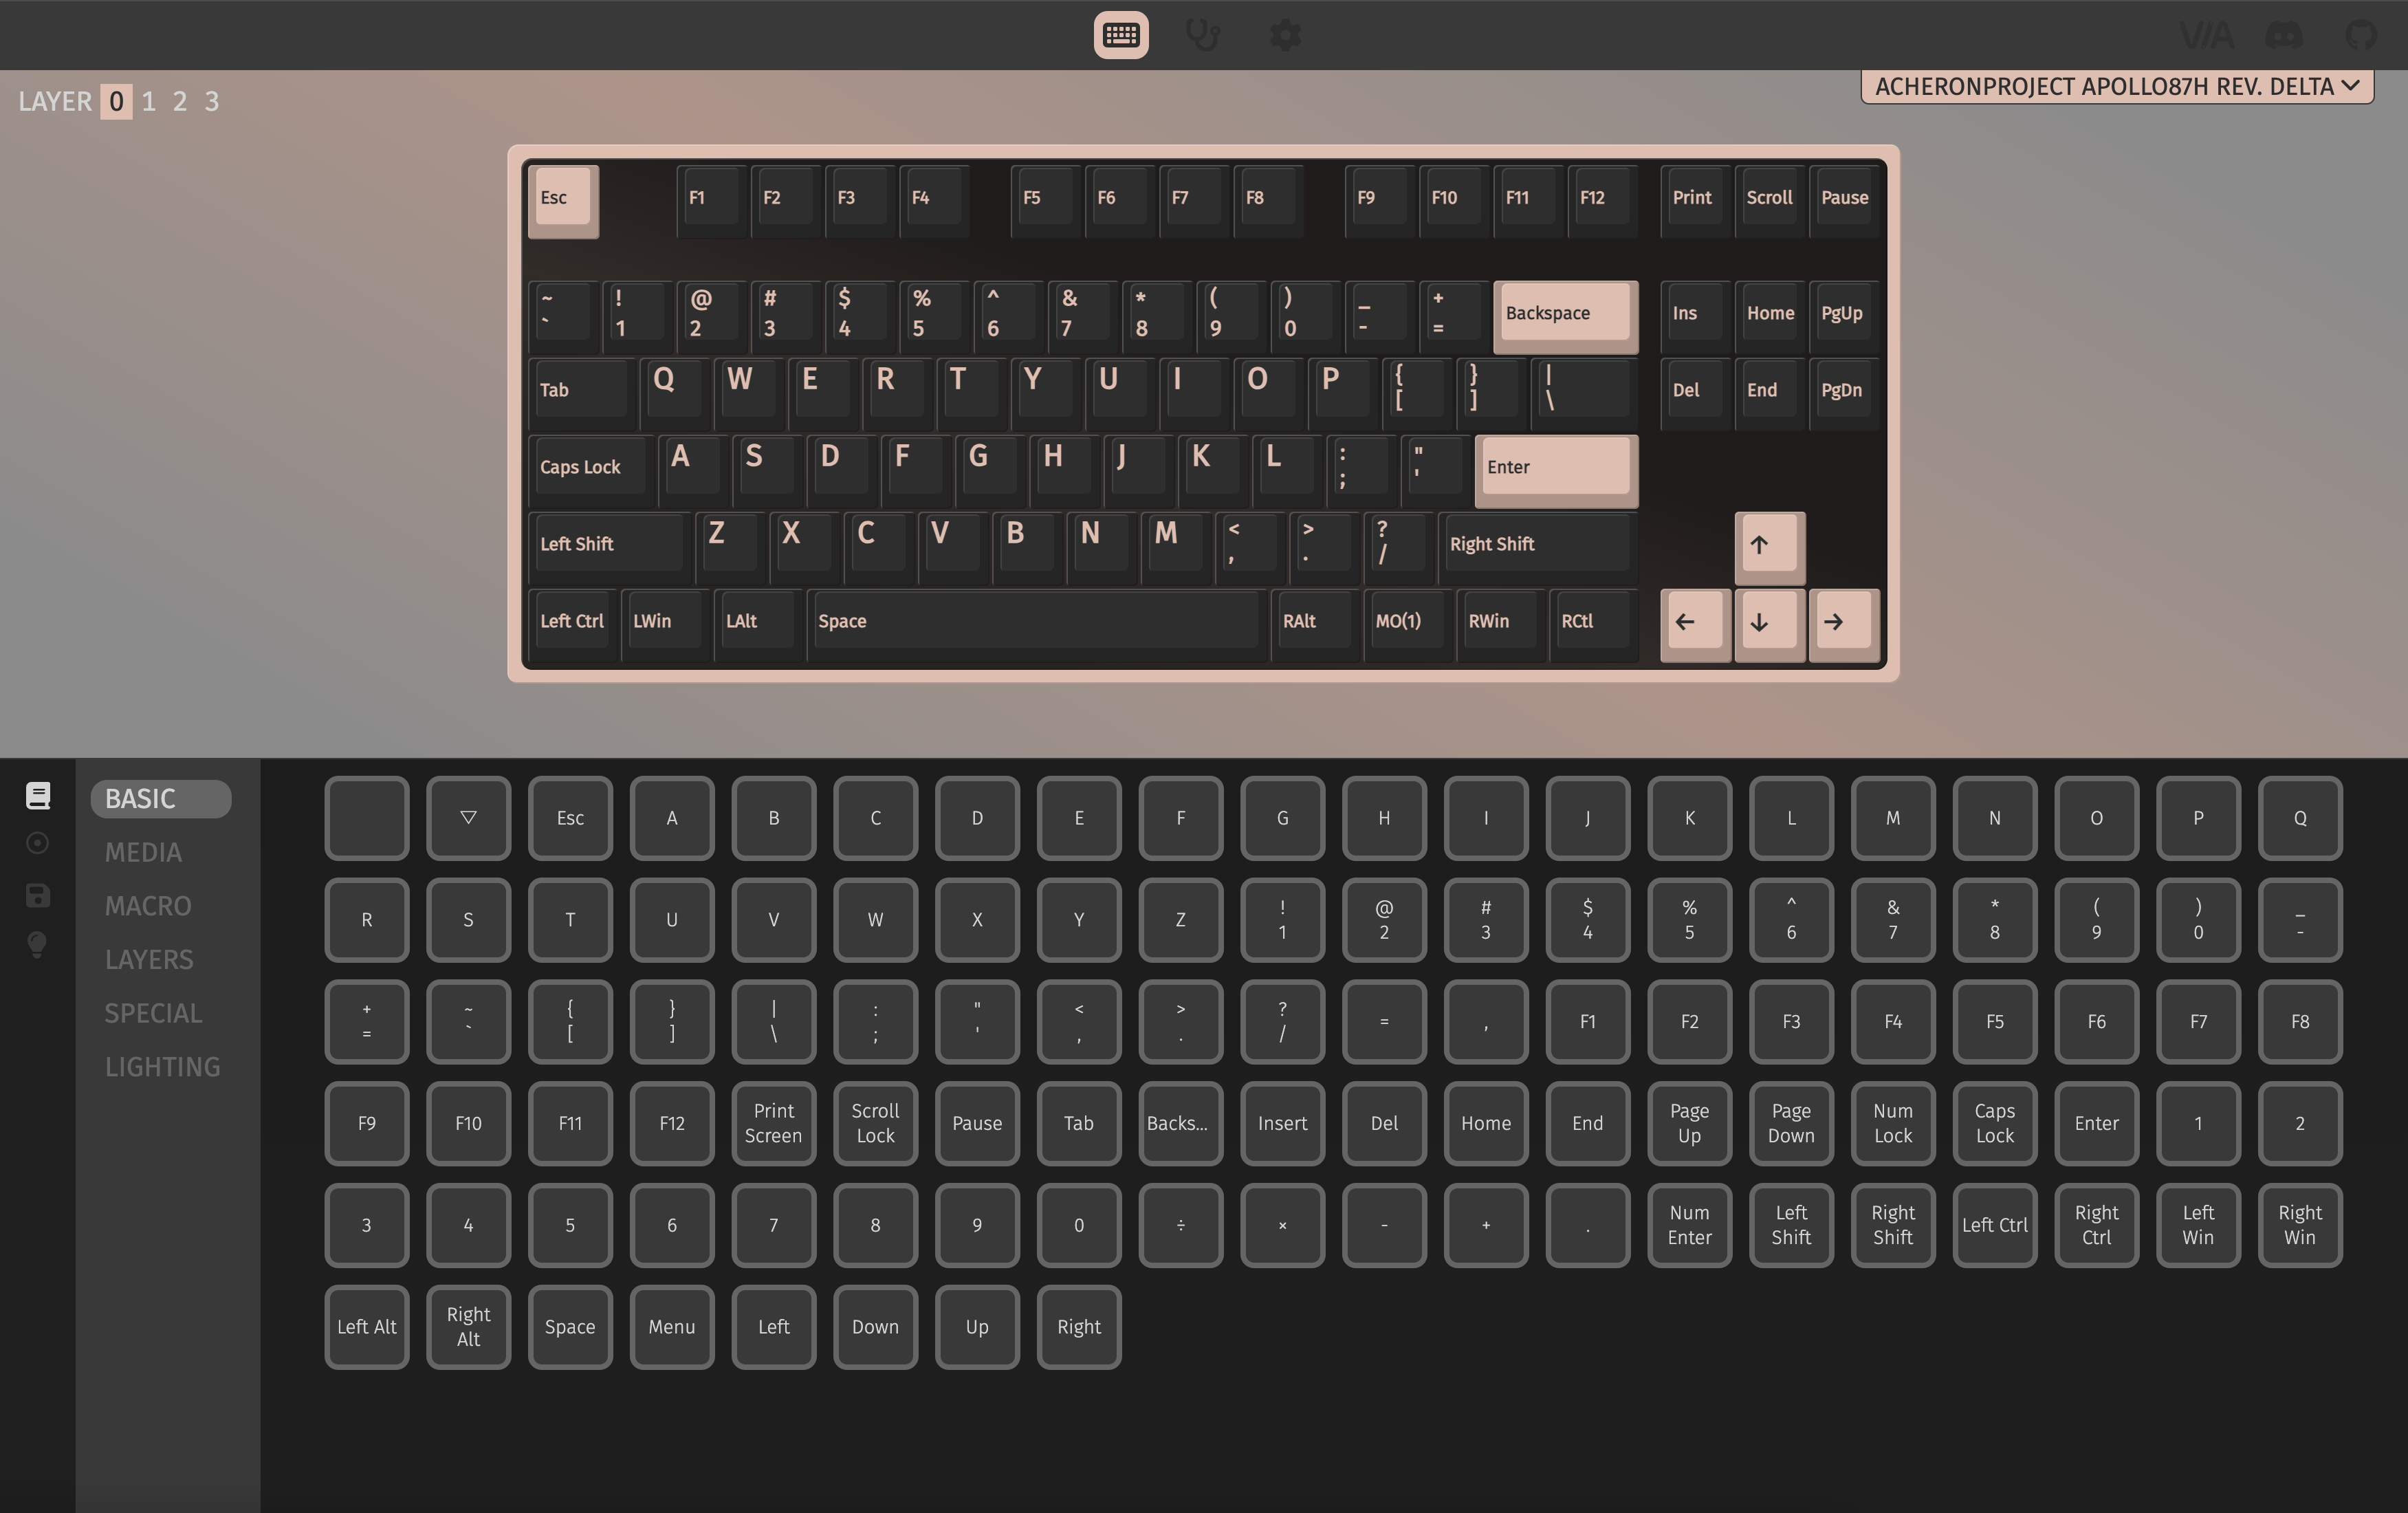 VIA
LAYER 0 1 2 3
ACHERONPROJECT APOLLO87H REV. DELTA
Esc F1 F2 F3 F4 F5 F6 F7 F8 F9 F10 F11 F12 Print Scroll Pause
~ ! @ # $ % ^ & * ( ) _ +
` 1 2 3 4 5 6 7 8 9 0 - = Backspace Ins Home PgUp
Tab Q W E R T Y U I O P { } |
[ ] \ Del End PgDn
Caps Lock A S D F G H J K L : " Enter
; '
Left Shift Z X C V B N M < > ? Right Shift ↑
, . /
Left Ctrl LWin LAlt Space RAlt MO(1) RWin RCtl ← ↓ →
BASIC
MEDIA
MACRO
LAYERS
SPECIAL
LIGHTING
▽ Esc A B C D E F G H I J K L M N O P Q
R S T U V W X Y Z ! @ # $ % ^ & * ( ) _
1 2 3 4 5 6 7 8 9 0 -
+ ~ { } | : " < > ? = , F1 F2 F3 F4 F5 F6 F7 F8
= ` [ ] \ ; ' , . /
F9 F10 F11 F12 Print Screen Scroll Lock Pause Tab Backs... Insert Del Home End Page Up Page Down Num Lock Caps Lock Enter 1 2
3 4 5 6 7 8 9 0 ÷ × - + . Num Enter Left Shift Right Shift Left Ctrl Right Ctrl Left Win Right Win
Left Alt Right Alt Space Menu Left Down Up Right